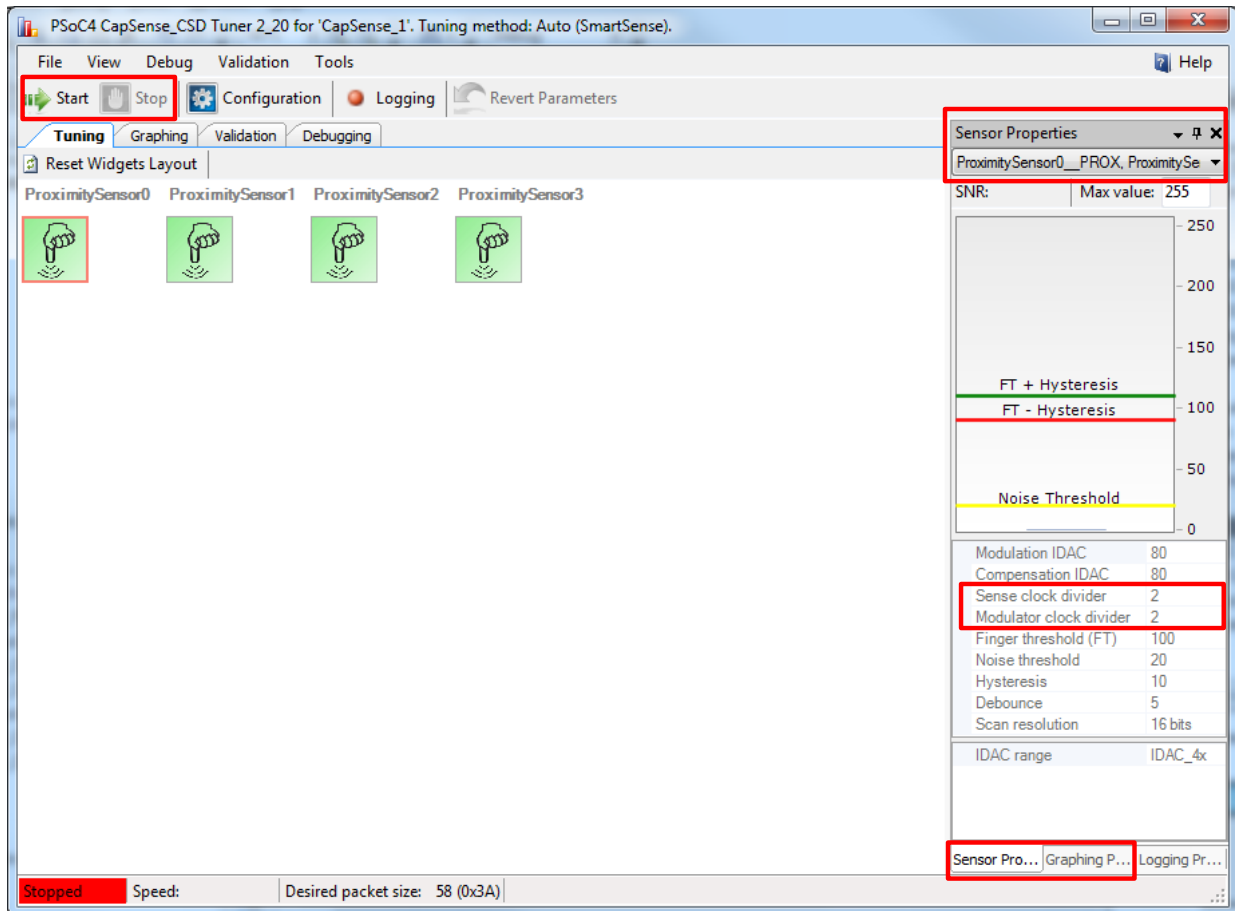 PSoC4 CapSense_CSD Tuner 2_20 for 'CapSense_1'. Tuning method: Auto (SmartSense).
File View Debug Validation Tools Help
Start Stop Configuration Logging Revert Parameters
Tuning Graphing Validation Debugging
Reset Widgets Layout
ProximitySensor0 ProximitySensor1 ProximitySensor2 ProximitySensor3
Sensor Properties
ProximitySensor0__PROX, ProximitySe
SNR: Max value: 255
250
200
150
FT + Hysteresis
FT - Hysteresis
100
50
Noise Threshold
0
Modulation IDAC 80
Compensation IDAC 80
Sense clock divider 2
Modulator clock divider 2
Finger threshold (FT) 100
Noise threshold 20
Hysteresis 10
Debounce 5
Scan resolution 16 bits
IDAC range IDAC_4x
Sensor Pro... Graphing P... Logging Pr...
Stopped Speed: Desired packet size: 58 (0x3A)